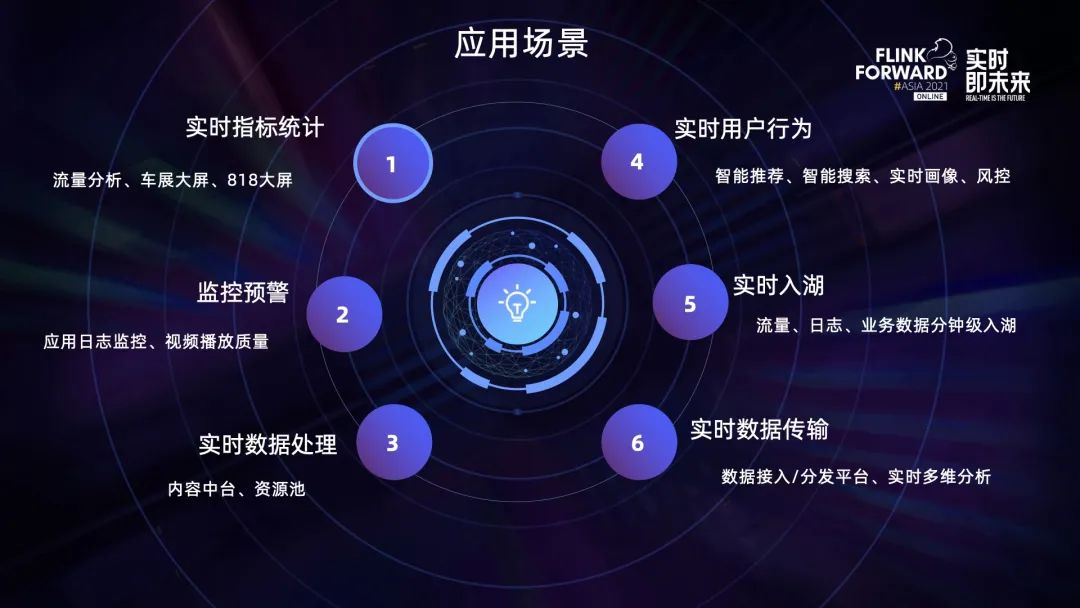 应用场景
FLINK
FORWARD
#ASIA 2021
ONLINE
实时
即未来
REAL-TIME IS THE FUTURE
实时指标统计
流量分析、车展大屏、818大屏
1
监控预警
应用日志监控、视频播放质量
2
实时数据处理
内容中台、资源池
3
4
实时用户行为
智能推荐、智能搜索、实时画像、风控
5
实时入湖
流量、日志、业务数据分钟级入湖
6
实时数据传输
数据接入/分发平台、实时多维分析